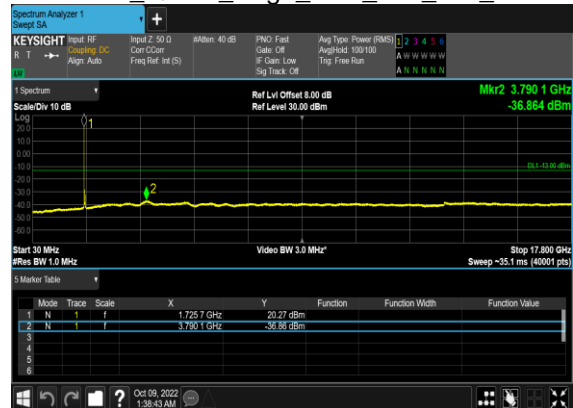 Spectrum Analyzer 1
Swept SA
+
KEYSIGHT Input: RF Input Z: 50 Ω #Atten: 40 dB PNO: Fast Avg Type: Power (RMS) 1 2 3 4 5 6
R T Coupling: DC Corr CCorr Gate: Off Avg|Hold: 100/100 A W W W W W
Align: Auto Freq Ref: Int (S) IF Gain: Low Trig: Free Run
LW Sig Track: Off A N N N N N
1 Spectrum Ref Lvl Offset 8.00 dB Mkr2 3.790 1 GHz
Scale/Div 10 dB Ref Level 30.00 dBm -36.864 dBm
Log
1
20.0
10.0
0.00
-10.0 DL1 -13.00 dBm
-20.0
-30.0 2
-40.0
-50.0
-60.0
Start 30 MHz Video BW 3.0 MHz* Stop 17.800 GHz
#Res BW 1.0 MHz Sweep ~35.1 ms (40001 pts)
5 Marker Table
Mode Trace Scale X Y Function Function Width Function Value
1 N 1 f 1.725 7 GHz 20.27 dBm
2 N 1 f 3.790 1 GHz -36.86 dBm
3
4
5
6
? Oct 09, 2022
1:38:43 AM